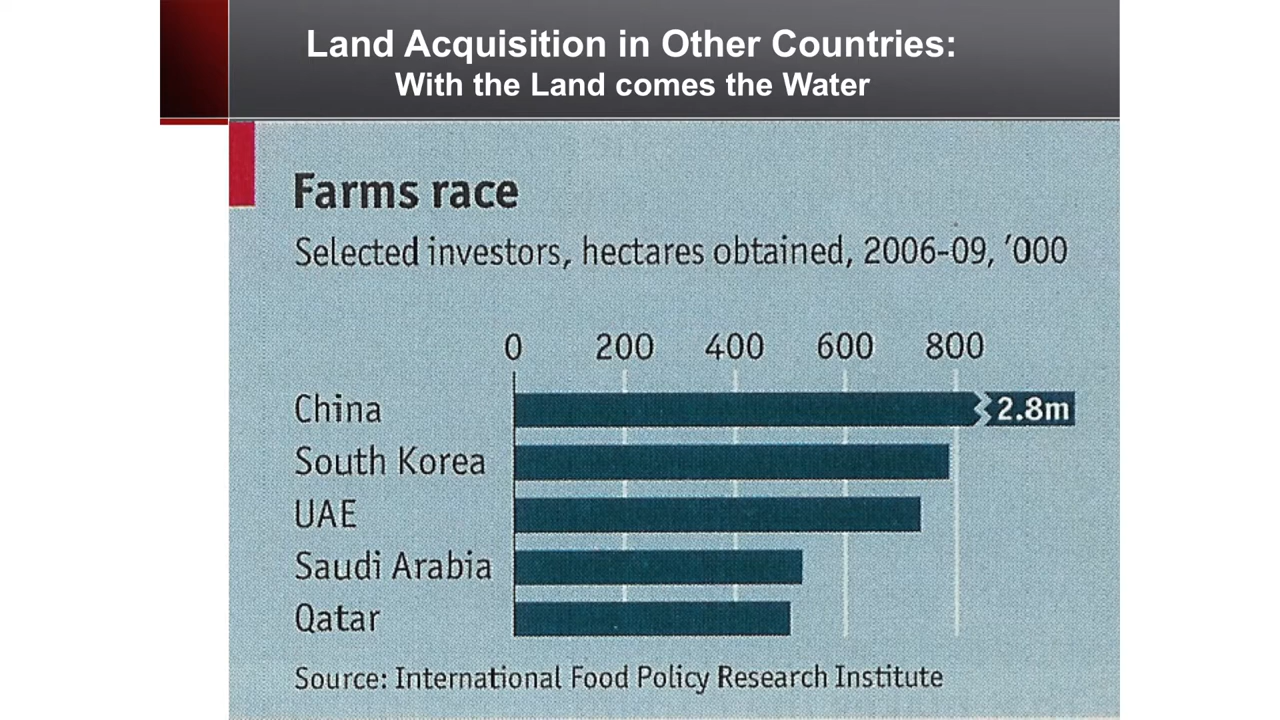 Land Acquisition in Other Countries:
With the Land comes the Water
Farms race
Selected investors, hectares obtained, 2006-09, ’000
0 200 400 600 800
China 2.8m
South Korea
UAE
Saudi Arabia
Qatar
Source: International Food Policy Research Institute